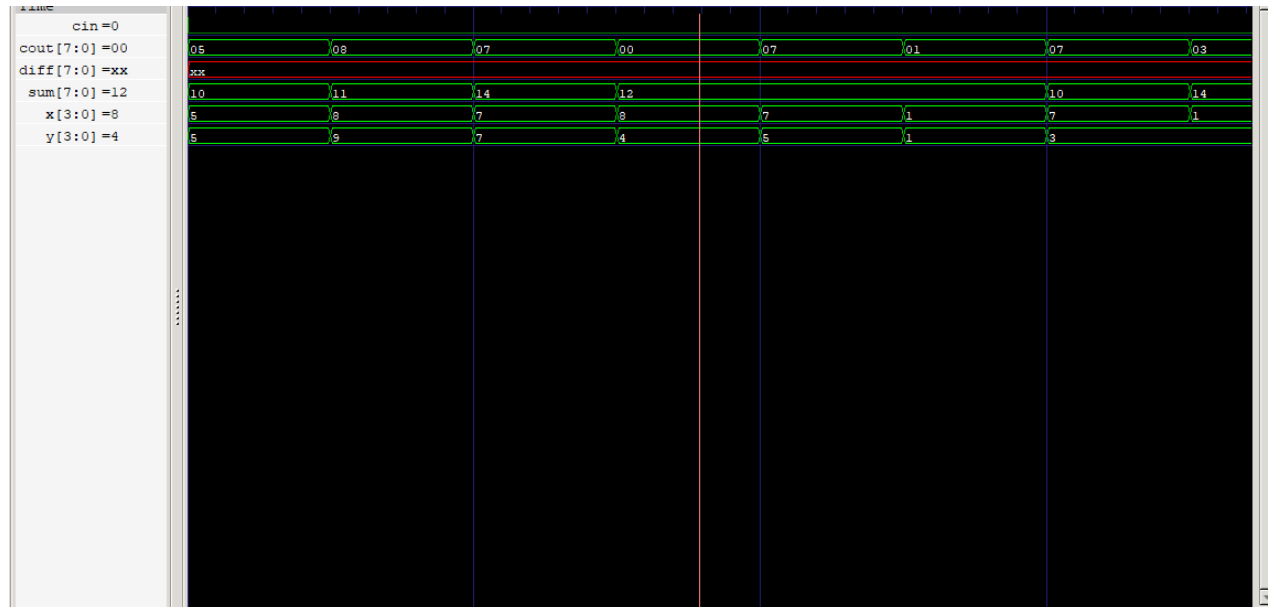 Time
cin =0
cout[7:0] =00 05 08 07 00 07 01 07 03
diff[7:0] =xx xx
sum[7:0] =12 10 11 14 12 10 14
x[3:0] =8 5 8 7 8 7 1 7 1
y[3:0] =4 5 9 7 4 5 1 3